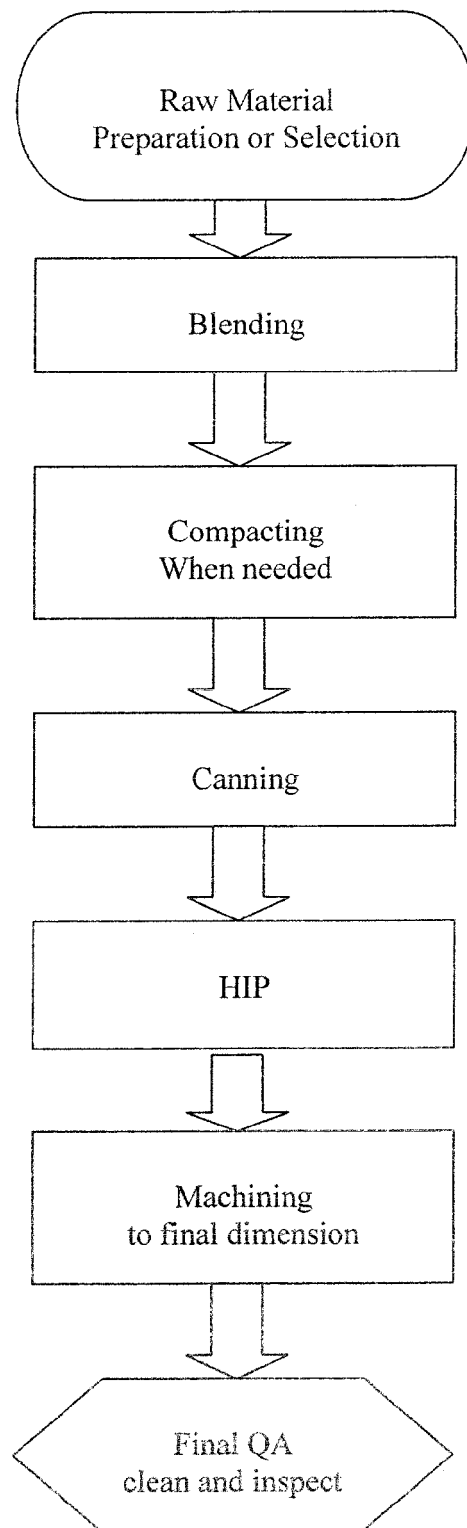 Raw Material
Preparation or Selection
Blending
Compacting
When needed
Canning
HIP
Machining
to final dimension
Final QA
clean and inspect